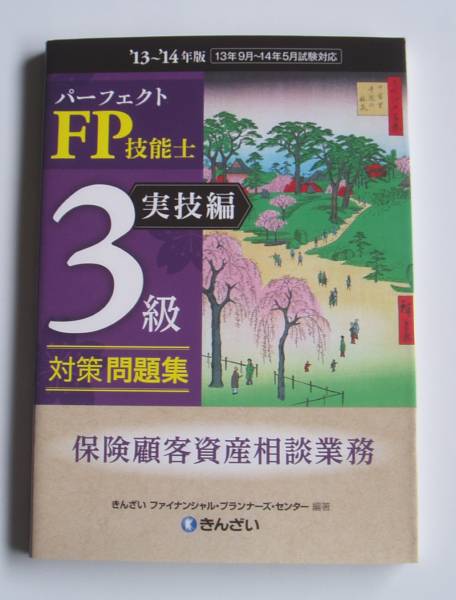 '13~'14年版 13年9月~14年5月試験対応
パーフェクト
FP技能士
3級
実技編
対策問題集
保険顧客資産相談業務
きんざい ファイナンシャル・プランナーズ・センター 編著
きんざい